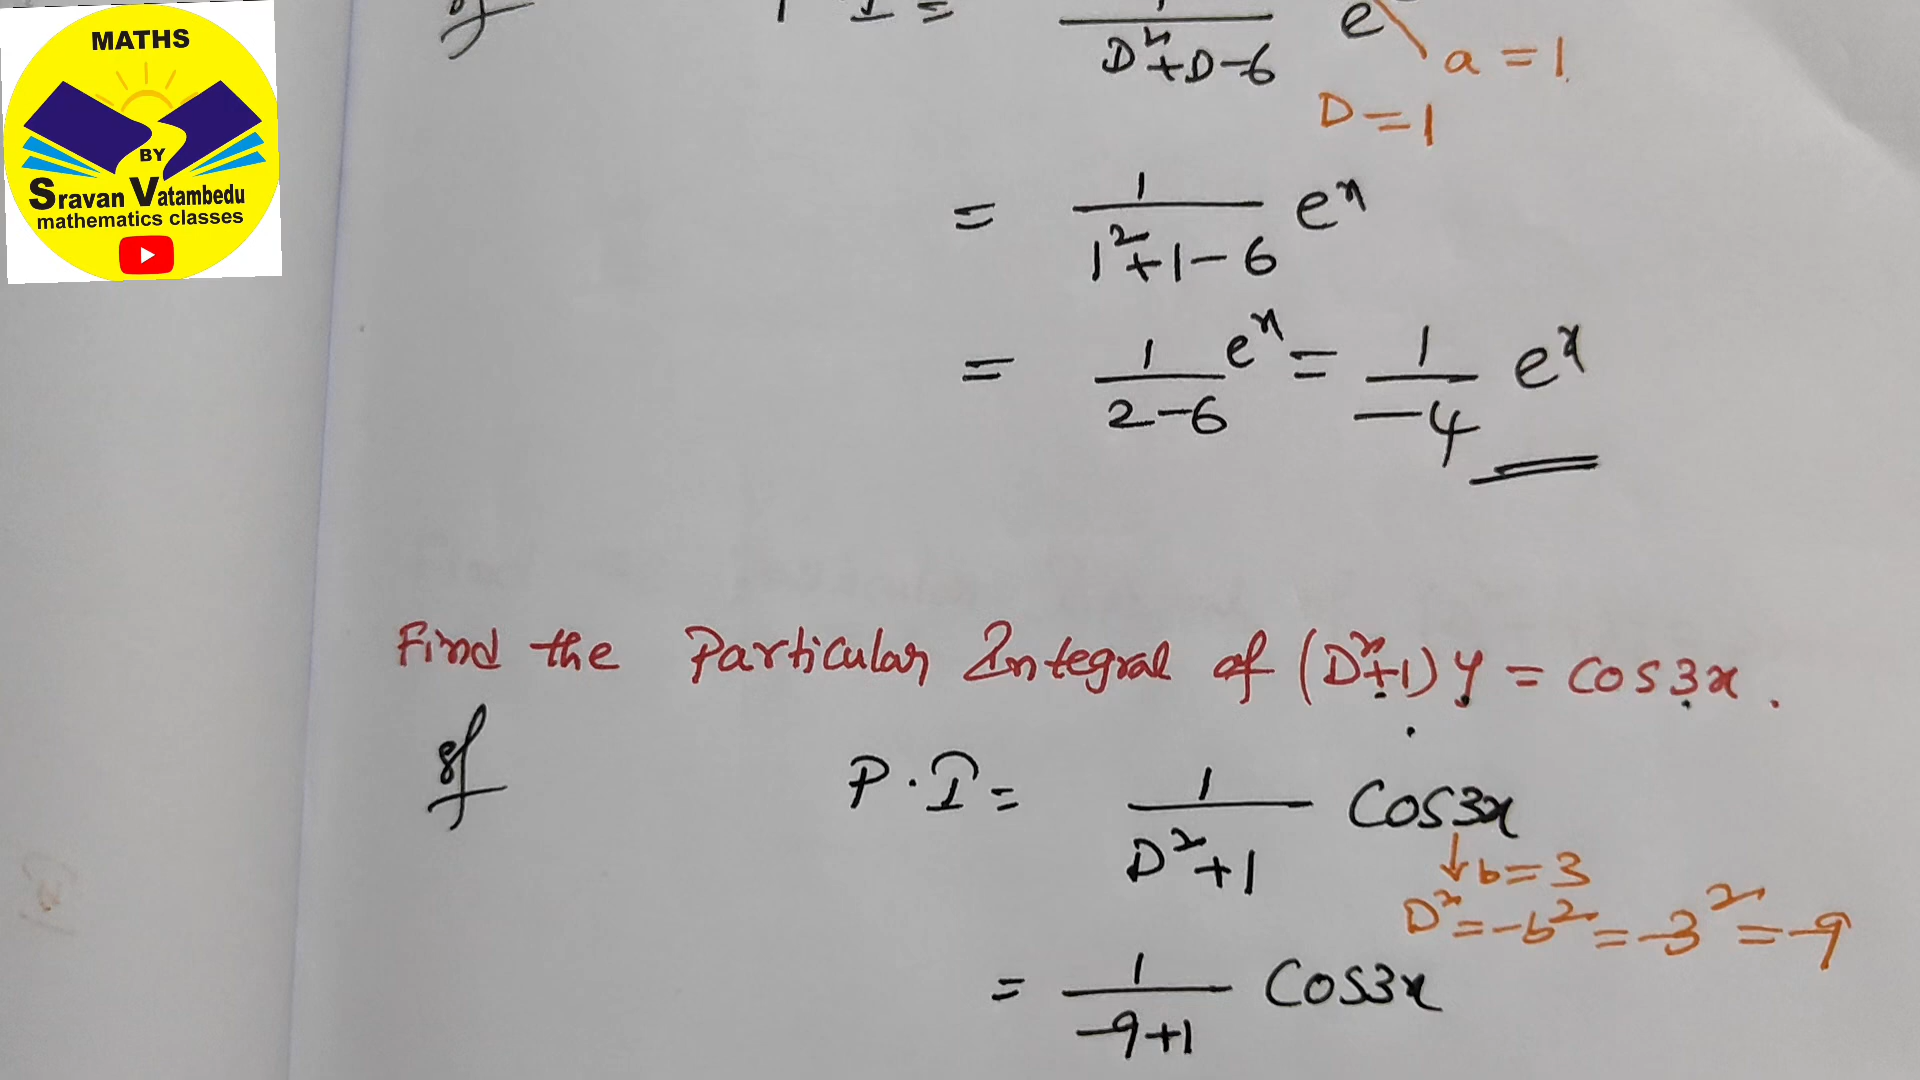 MATHS
BY
Sravan Vatambedu
mathematics classes
P I = 1/(D²+D-6) e
a = 1
D = 1
= 1/(1²+1-6) eˣ
= 1/(2-6) eˣ = 1/(-4) eˣ
Find the Particular Integral of (D²+1) y = cos3x.
P.I = 1/(D²+1) Cos3x
↓ b = 3
D² = -b² = -3² = -9
= 1/(-9+1) Cos3x